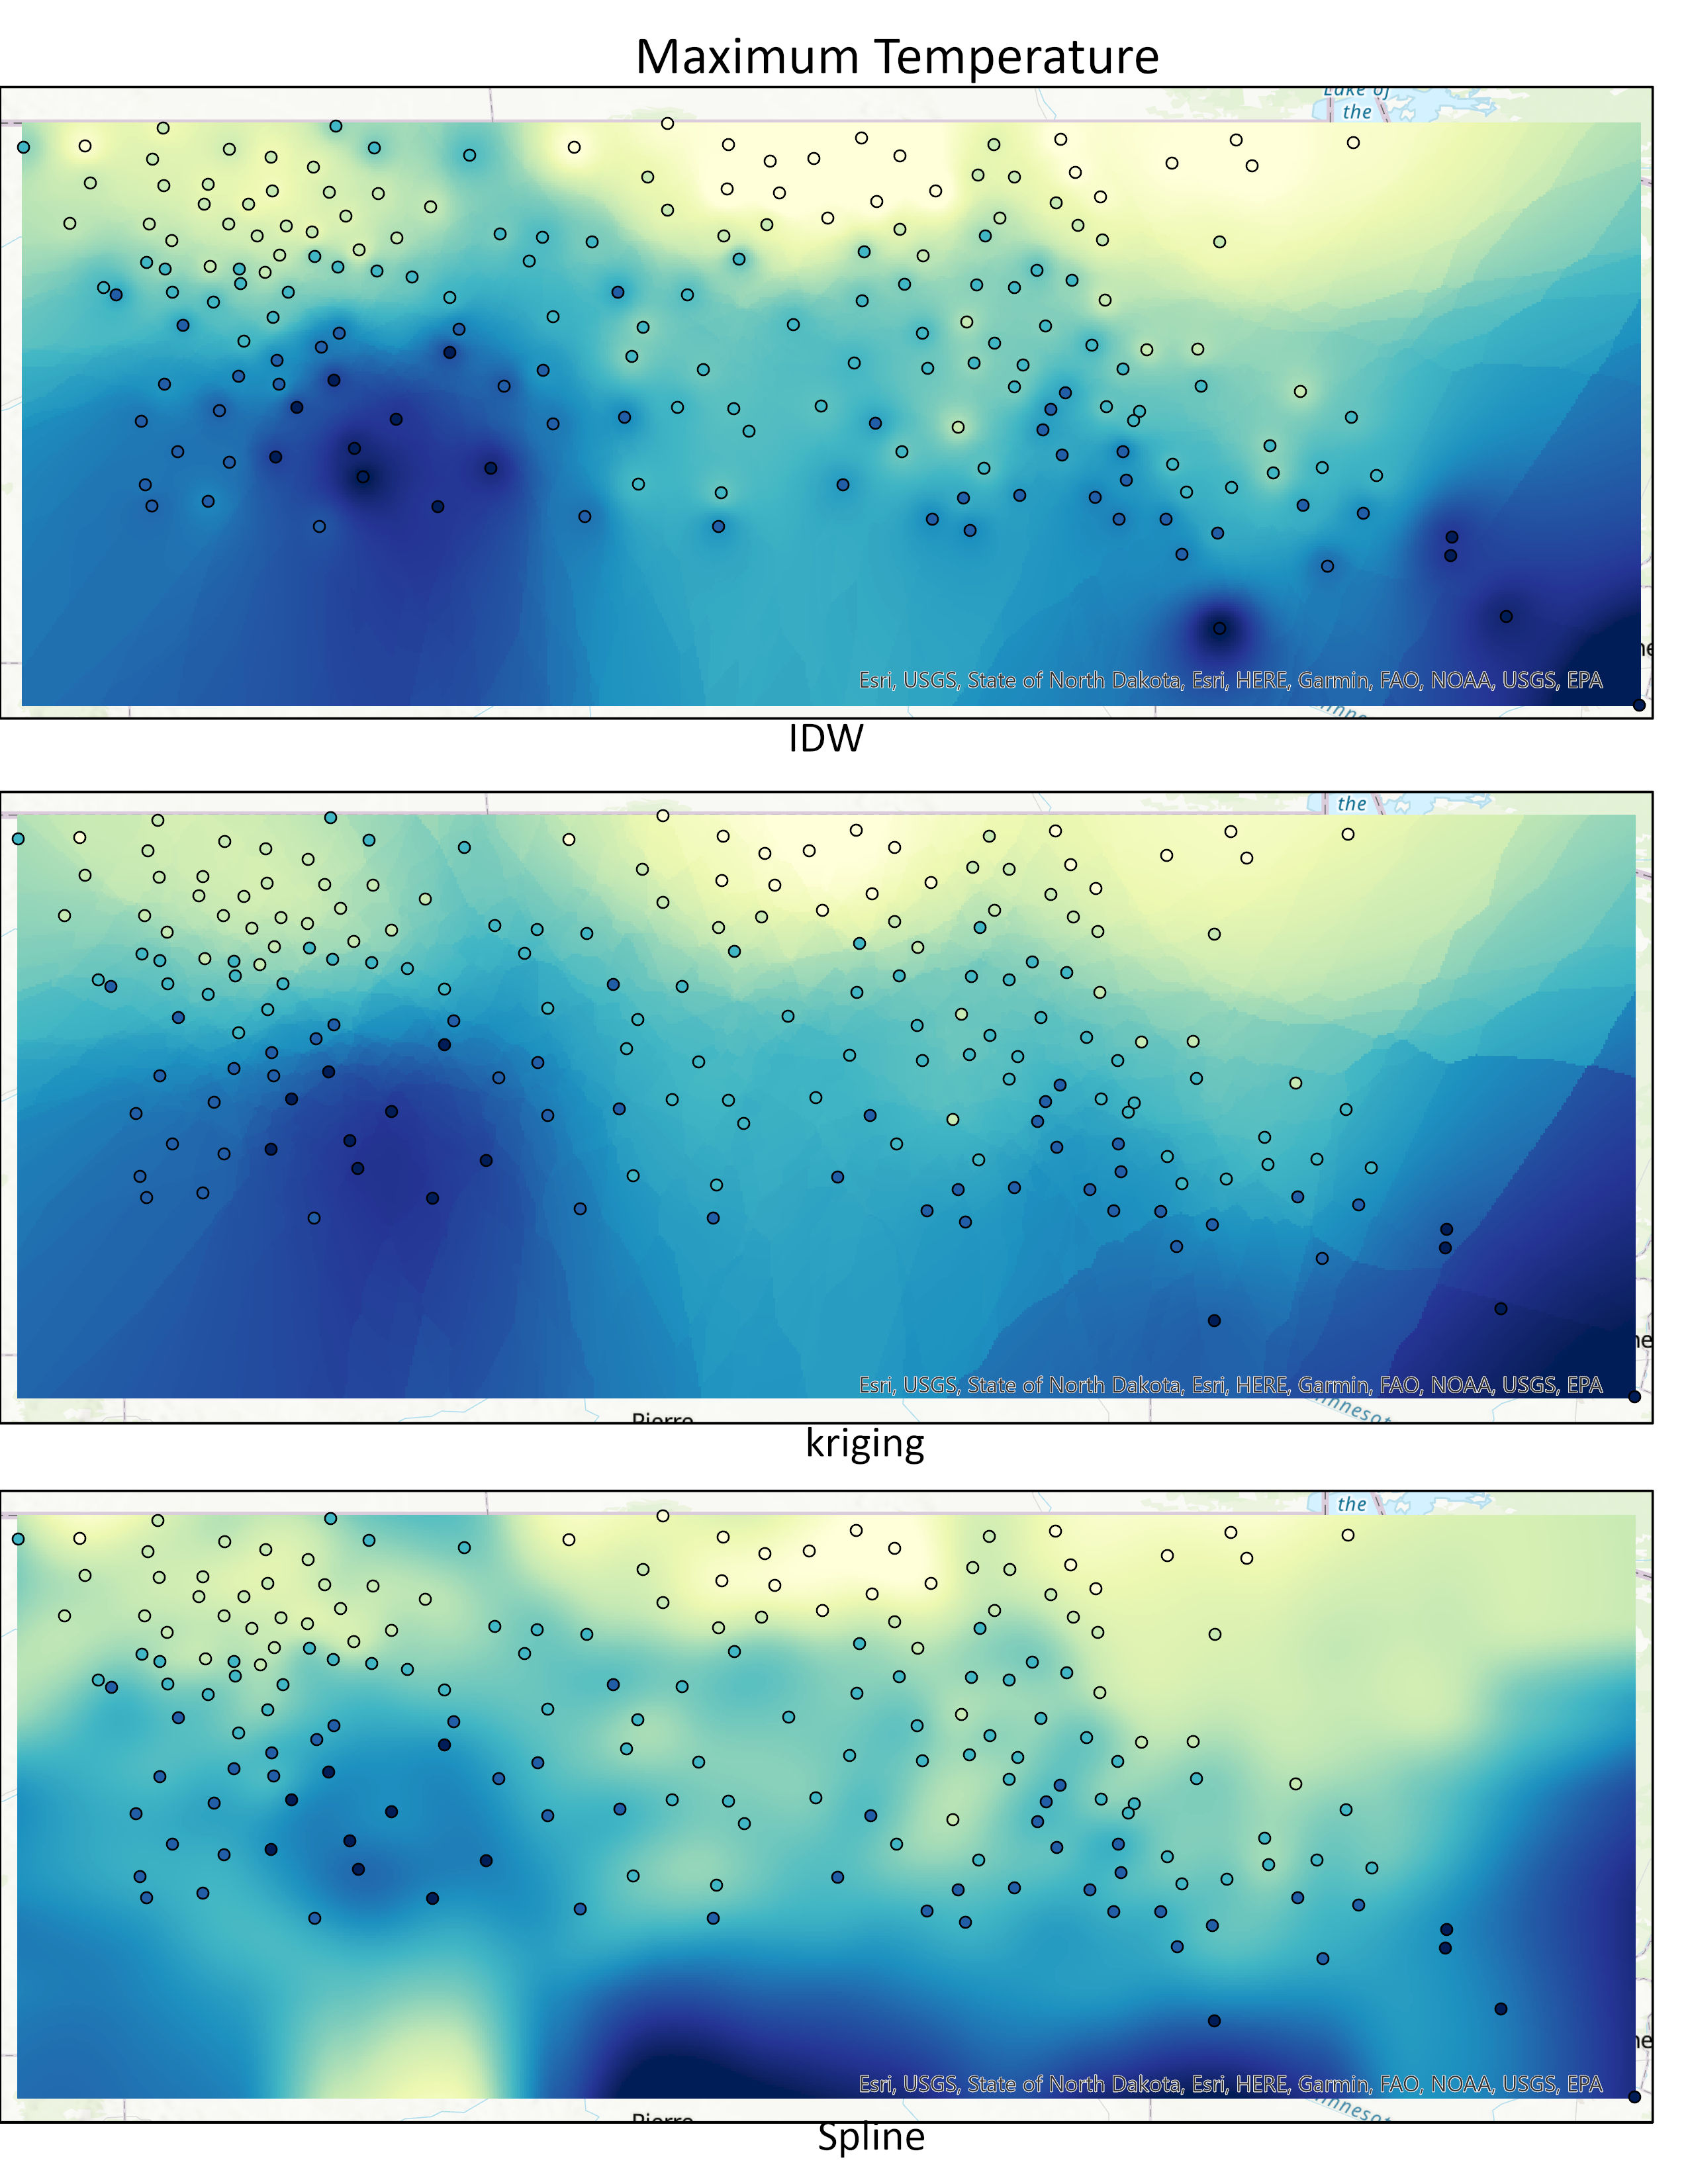 Maximum Temperature
Lake of
the
Esri, USGS, State of North Dakota, Esri, HERE, Garmin, FAO, NOAA, USGS, EPA
IDW
the
Esri, USGS, State of North Dakota, Esri, HERE, Garmin, FAO, NOAA, USGS, EPA
Pierre
kriging
the
Esri, USGS, State of North Dakota, Esri, HERE, Garmin, FAO, NOAA, USGS, EPA
Pierre
Spline